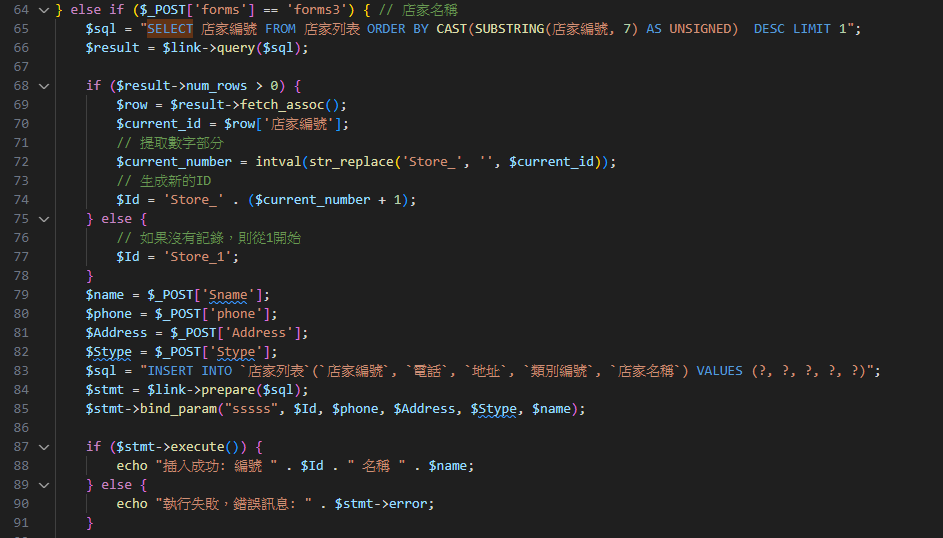 64 } else if ($_POST['forms'] == 'forms3') { // 店家名稱
65 $sql = "SELECT 店家編號 FROM 店家列表 ORDER BY CAST(SUBSTRING(店家編號, 7) AS UNSIGNED)  DESC LIMIT 1";
66 $result = $link->query($sql);
67
68 if ($result->num_rows > 0) {
69 $row = $result->fetch_assoc();
70 $current_id = $row['店家編號'];
71 // 提取數字部分
72 $current_number = intval(str_replace('Store_', '', $current_id));
73 // 生成新的ID
74 $Id = 'Store_' . ($current_number + 1);
75 } else {
76 // 如果沒有記錄，則從1開始
77 $Id = 'Store_1';
78 }
79 $name = $_POST['Sname'];
80 $phone = $_POST['phone'];
81 $Address = $_POST['Address'];
82 $Stype = $_POST['Stype'];
83 $sql = "INSERT INTO `店家列表`(`店家編號`, `電話`, `地址`, `類別編號`, `店家名稱`) VALUES (?, ?, ?, ?, ?)";
84 $stmt = $link->prepare($sql);
85 $stmt->bind_param("sssss", $Id, $phone, $Address, $Stype, $name);
86
87 if ($stmt->execute()) {
88 echo "插入成功: 編號 " . $Id . " 名稱 " . $name;
89 } else {
90 echo "執行失敗，錯誤訊息: " . $stmt->error;
91 }